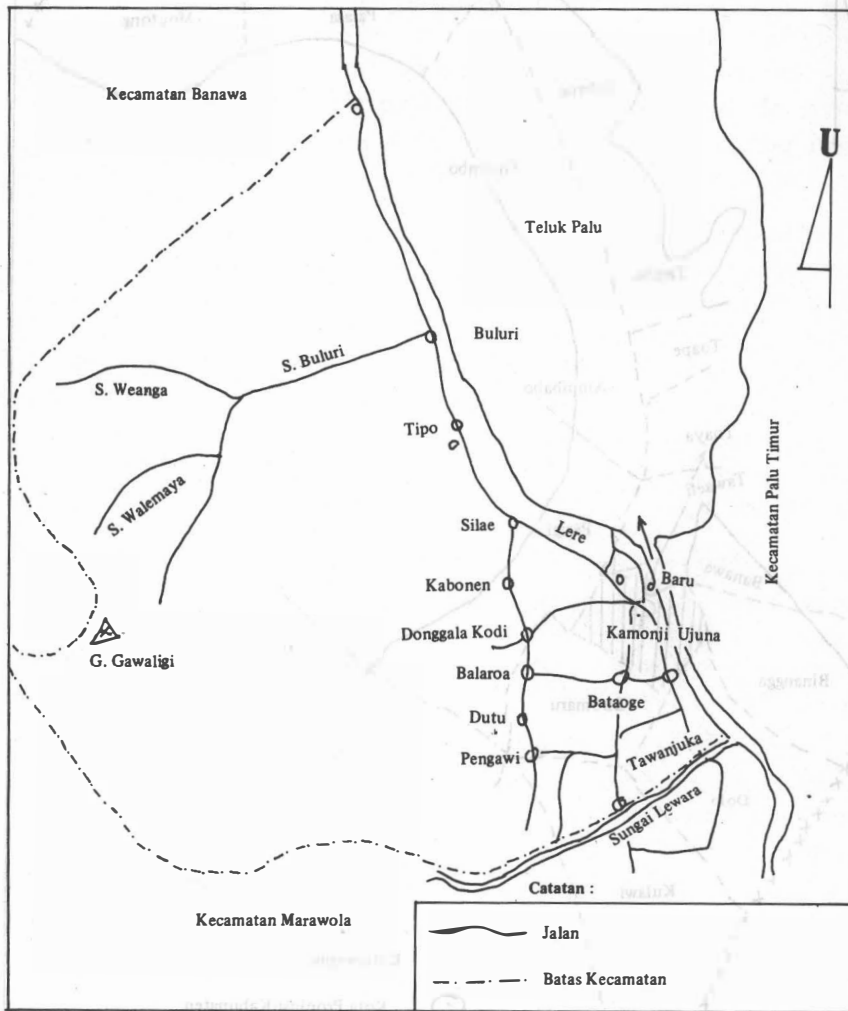 Kecamatan Banawa
U
Teluk Palu
Buluri
S. Buluri
S. Weanga
Tipo
Kecamatan Palu Timur
S. Walemaya
Silae
Lere
Kabonen
Baru
Donggala Kodi
Kamonji Ujuna
G. Gawaligi
Balaroa
Bataoge
Dutu
Pengawi
Tawanjuka
Sungai Lewara
Catatan :
Kecamatan Marawola
Jalan
Batas Kecamatan